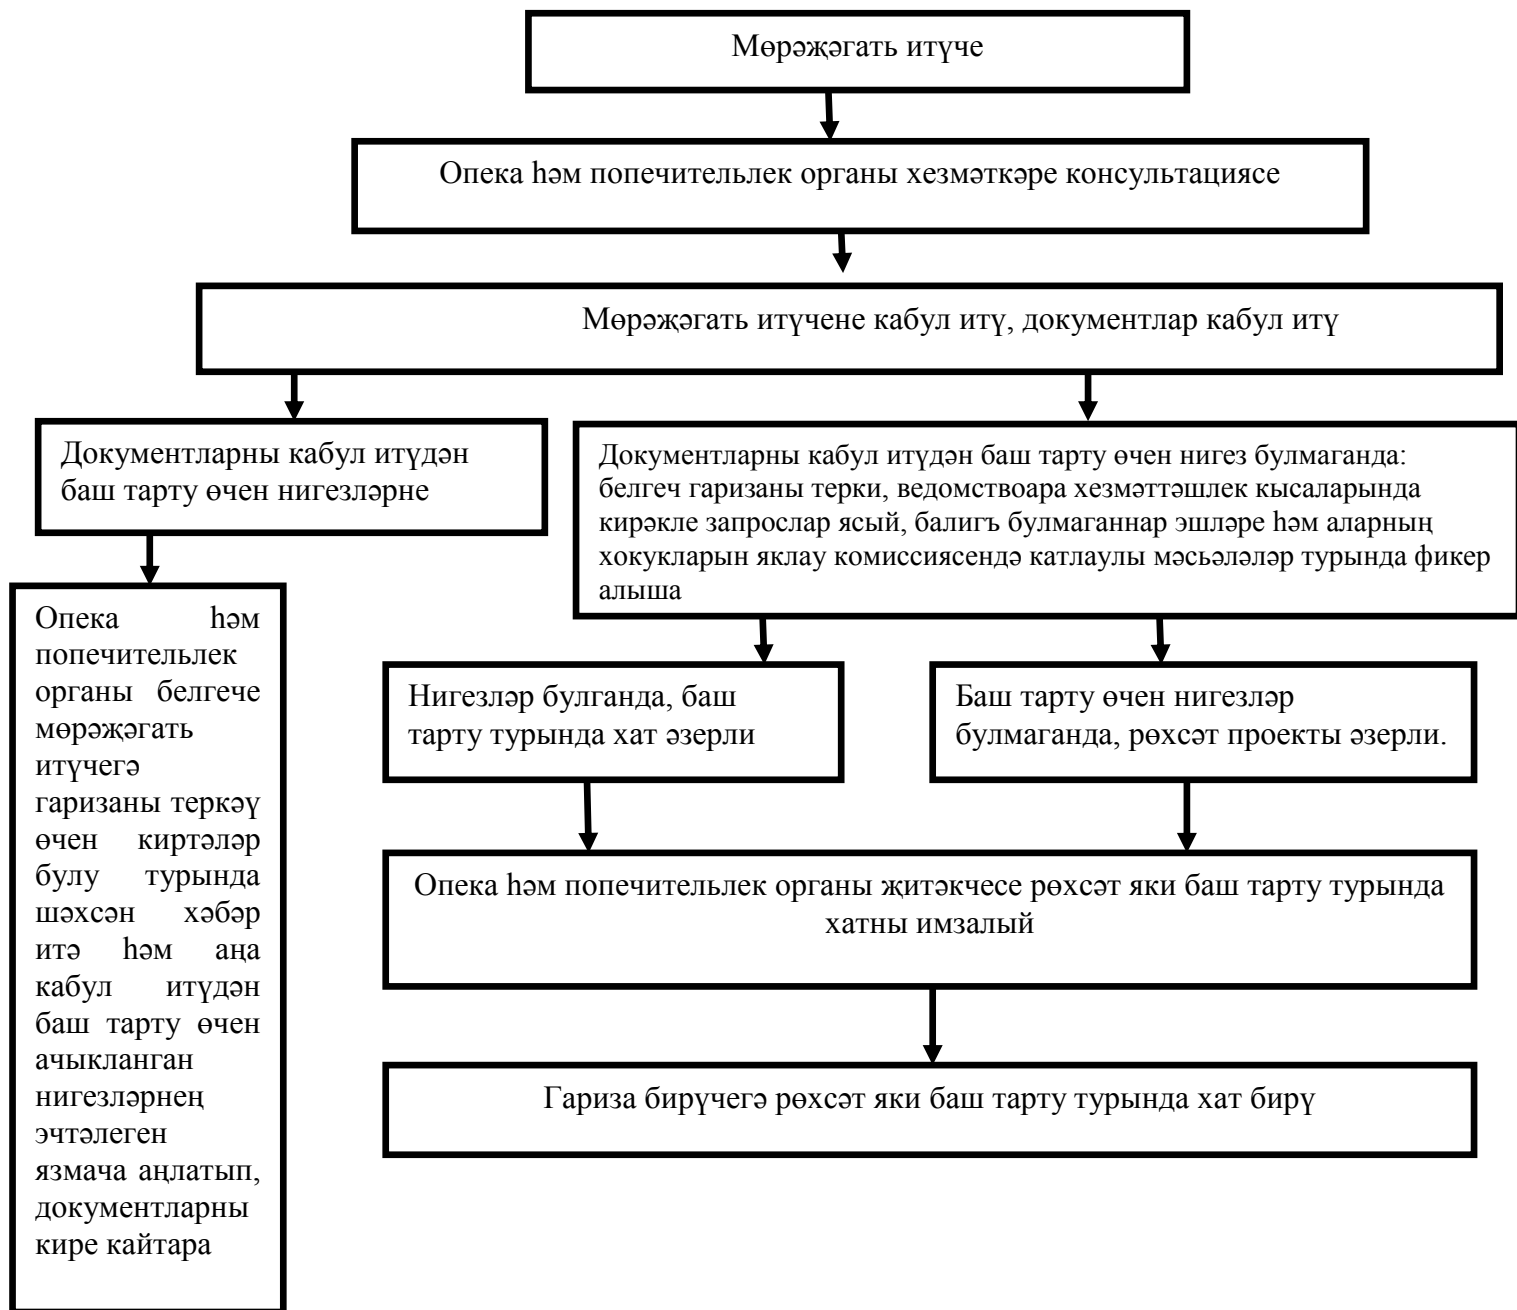 Мөрәҗәгать итүче
Опека һәм попечительлек органы хезмәткәре консультациясе
Мөрәҗәгать итүчене кабул итү, документлар кабул итү
Документларны кабул итүдән
баш тарту өчен нигезләрне
Документларны кабул итүдән баш тарту өчен нигез булмаганда:
белгеч гаризаны терки, ведомствоара хезмәттәшлек кысаларында
кирәкле запрослар ясый, балигъ булмаганнар эшләре һәм аларның
хокукларын яклау комиссиясендә катлаулы мәсьәләләр турында фикер
алыша
Опека һәм
попечительлек
органы белгече
мөрәҗәгать
итүчегә
гаризаны теркәү
өчен киртәләр
булу турында
шәхсән хәбәр
итә һәм аңа
кабул итүдән
баш тарту өчен
ачыкланган
нигезләрнең
эчтәлеген
язмача аңлатып,
документларны
кире кайтара
Нигезләр булганда, баш
тарту турында хат әзерли
Баш тарту өчен нигезләр
булмаганда, рөхсәт проекты әзерли.
Опека һәм попечительлек органы җитәкчесе рөхсәт яки баш тарту турында
хатны имзалый
Гариза бирүчегә рөхсәт яки баш тарту турында хат бирү